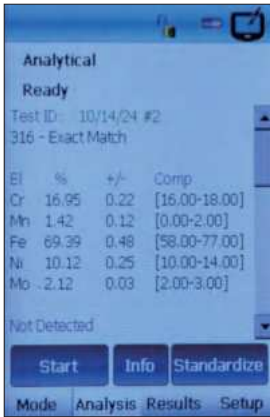 Analytical
Ready
Test ID: 10/14/24 #2
316 - Exact Match
El % +/- Comp
Cr 16.95 0.22 [16.00-18.00]
Mn 1.42 0.12 [0.00-2.00]
Fe 69.39 0.48 [58.00-77.00]
Ni 10.12 0.25 [10.00-14.00]
Mo 2.12 0.03 [2.00-3.00]
Not Detected
Start Info Standardize
Mode Analysis Results Setup